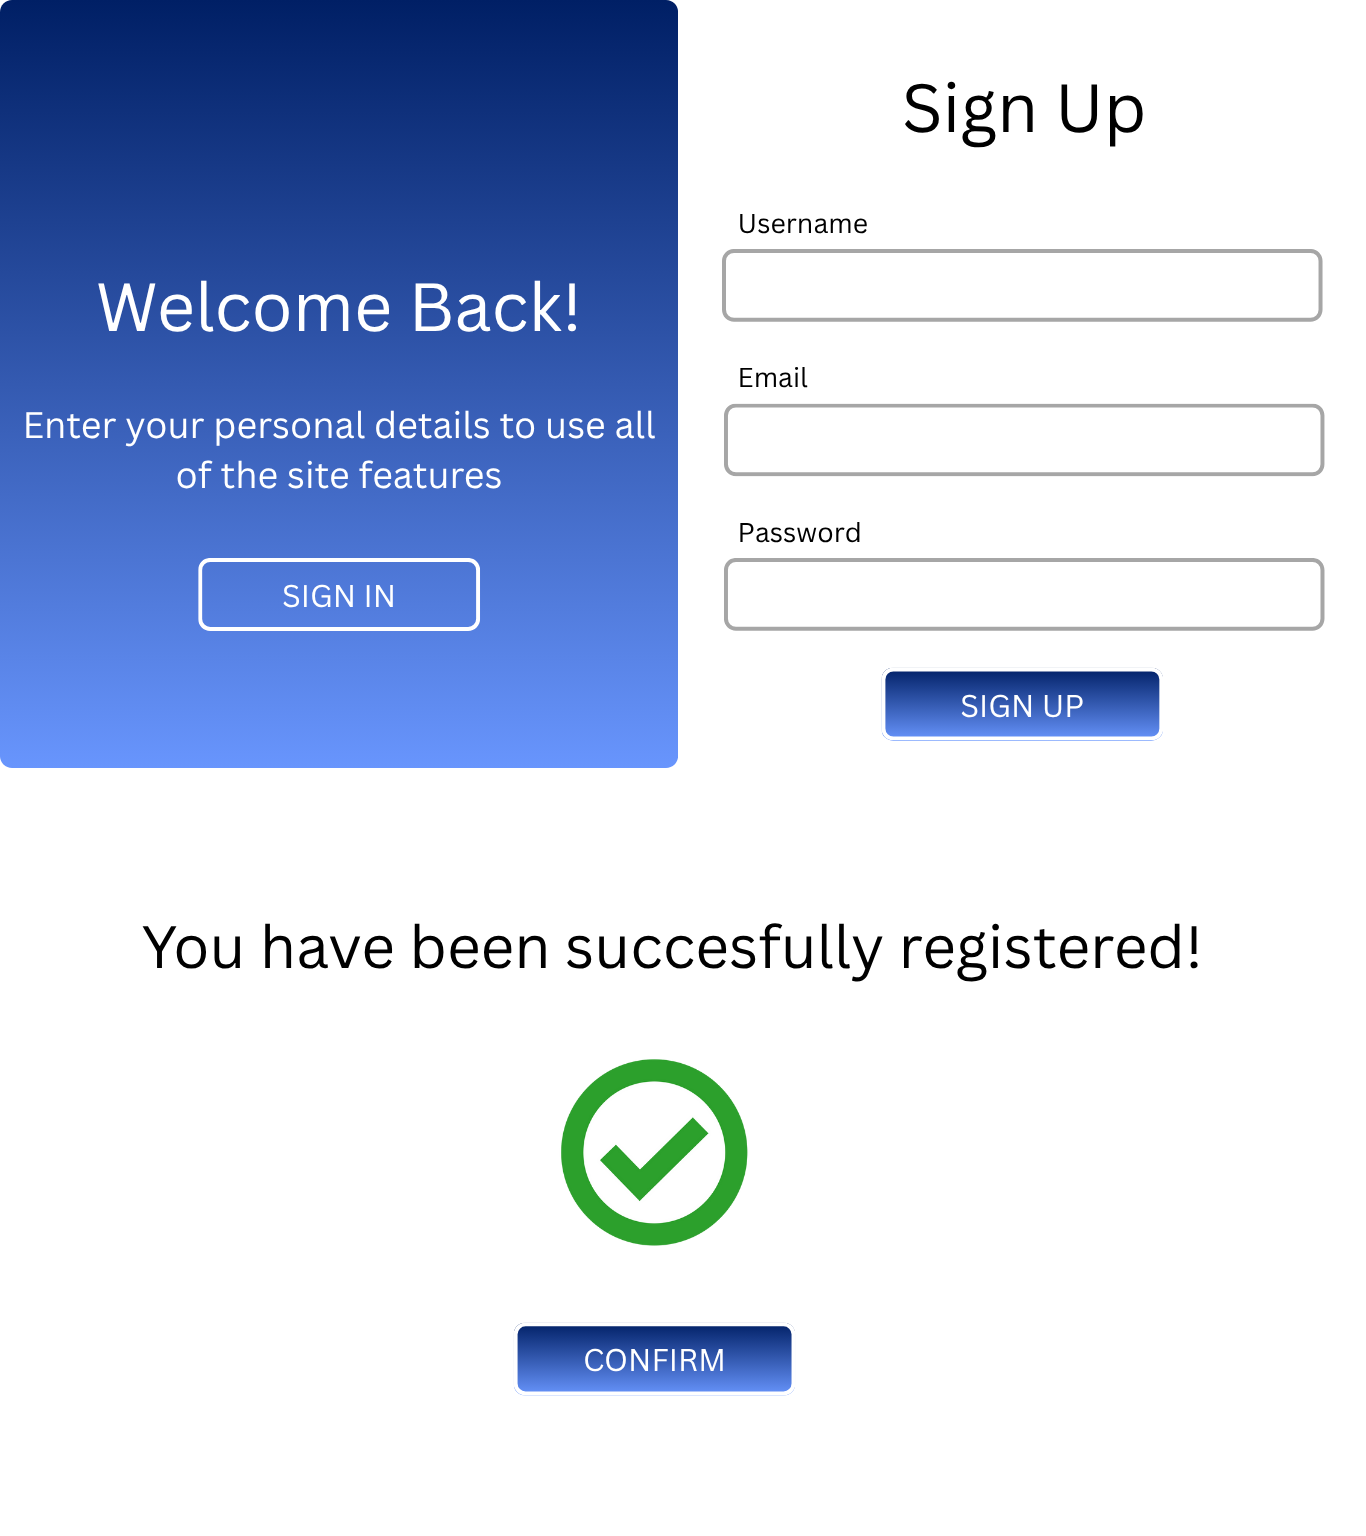 Welcome Back!
Enter your personal details to use all
of the site features
SIGN IN
Sign Up
Username
Email
Password
SIGN UP
You have been succesfully registered!
CONFIRM